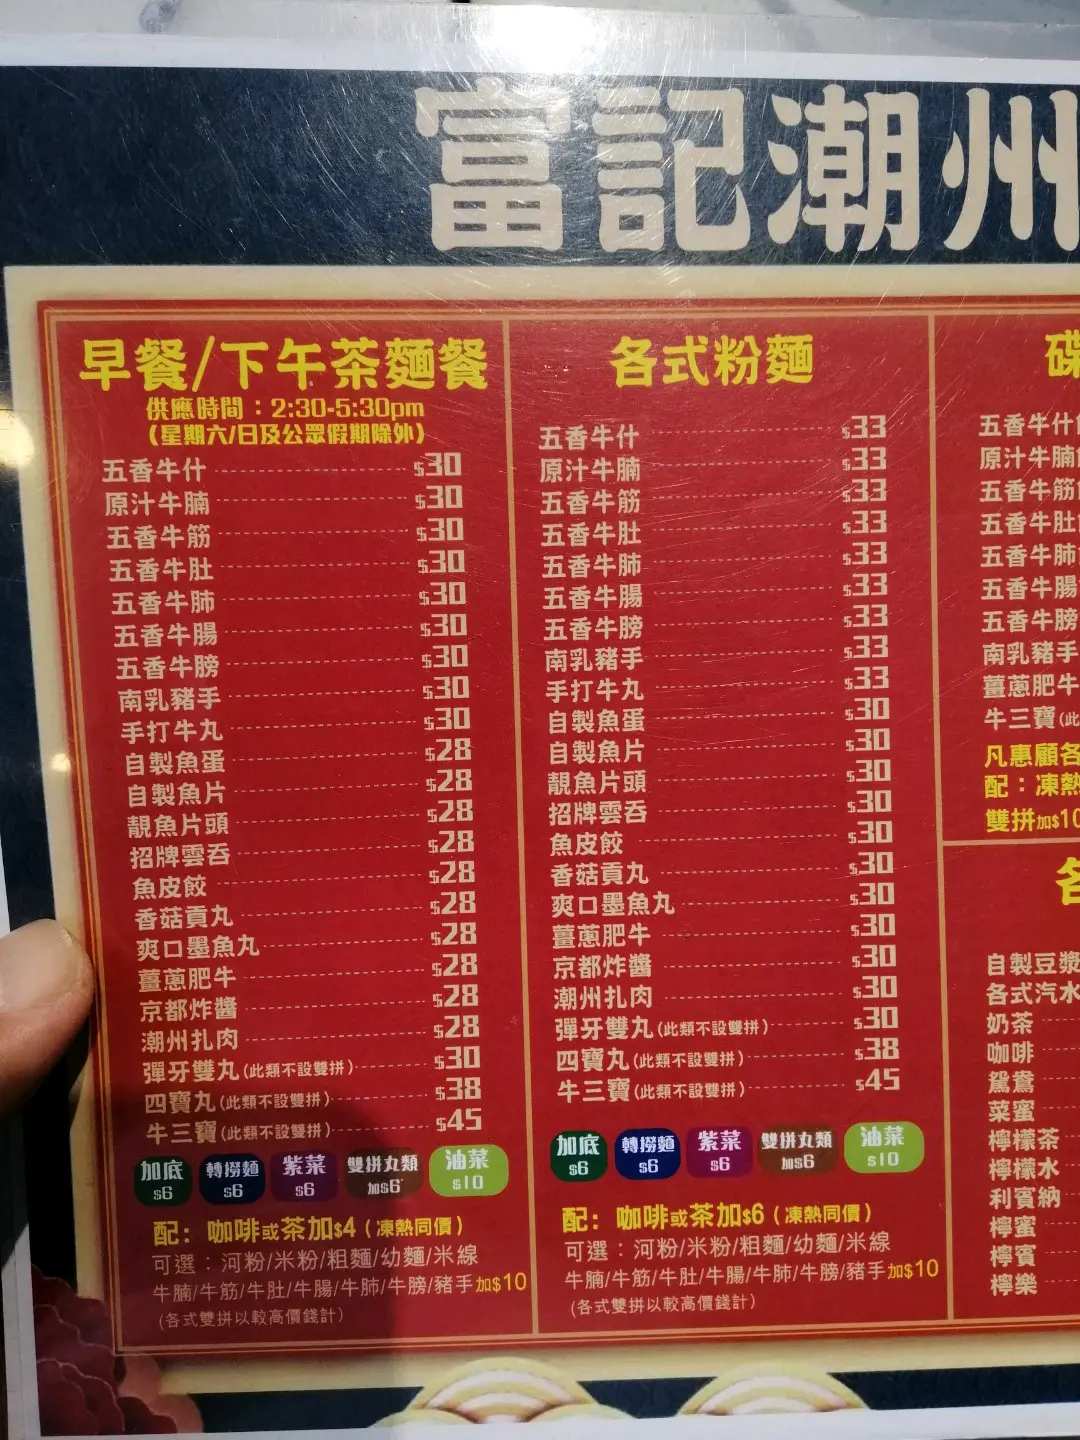 富記潮州
早餐/下午茶麵餐
供應時間：2:30-5:30pm
（星期六/日及公眾假期除外）
五香牛什 $30
原汁牛腩 $30
五香牛筋 $30
五香牛肚 $30
五香牛肺 $30
五香牛腸 $30
五香牛膀 $30
南乳豬手 $30
手打牛丸 $30
自製魚蛋 $28
自製魚片 $28
靚魚片頭 $28
招牌雲吞 $28
魚皮餃 $28
香菇貢丸 $28
爽口墨魚丸 $28
薑蔥肥牛 $28
京都炸醬 $28
潮州扎肉 $28
彈牙雙丸(此類不設雙拼) $30
四寶丸(此類不設雙拼) $38
牛三寶(此類不設雙拼) $45
加底 $6
轉撈麵 $6
紫菜 $6
雙拼丸類 加$6
油菜 $10
配：咖啡或茶加$4（凍熱同價）
可選：河粉/米粉/粗麵/幼麵/米線
牛腩/牛筋/牛肚/牛腸/牛肺/牛膀/豬手加$10
(各式雙拼以較高價錢計)
各式粉麵
五香牛什 $33
原汁牛腩 $33
五香牛筋 $33
五香牛肚 $33
五香牛肺 $33
五香牛腸 $33
五香牛膀 $33
南乳豬手 $33
手打牛丸 $33
自製魚蛋 $30
自製魚片 $30
靚魚片頭 $30
招牌雲吞 $30
魚皮餃 $30
香菇貢丸 $30
爽口墨魚丸 $30
薑蔥肥牛 $30
京都炸醬 $30
潮州扎肉 $30
彈牙雙丸(此類不設雙拼) $30
四寶丸(此類不設雙拼) $38
牛三寶(此類不設雙拼) $45
加底 $6
轉撈麵 $6
紫菜 $6
雙拼丸類 加$6
油菜 $10
配：咖啡或茶加$6（凍熱同價）
可選：河粉/米粉/粗麵/幼麵/米線
牛腩/牛筋/牛肚/牛腸/牛肺/牛膀/豬手加$10
(各式雙拼以較高價錢計)
碟
五香牛什
原汁牛腩
五香牛筋
五香牛肚
五香牛肺
五香牛腸
五香牛膀
南乳豬手
薑蔥肥牛
牛三寶(此
凡惠顧各
配：凍熱
雙拼加$10
各
自製豆漿
各式汽水
奶茶
咖啡
鴛鴦
菜蜜
檸檬茶
檸檬水
利賓納
檸蜜
檸賓
檸樂